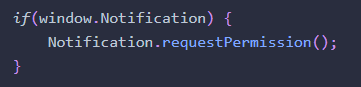 if(window.Notification) {
    Notification.requestPermission();
}